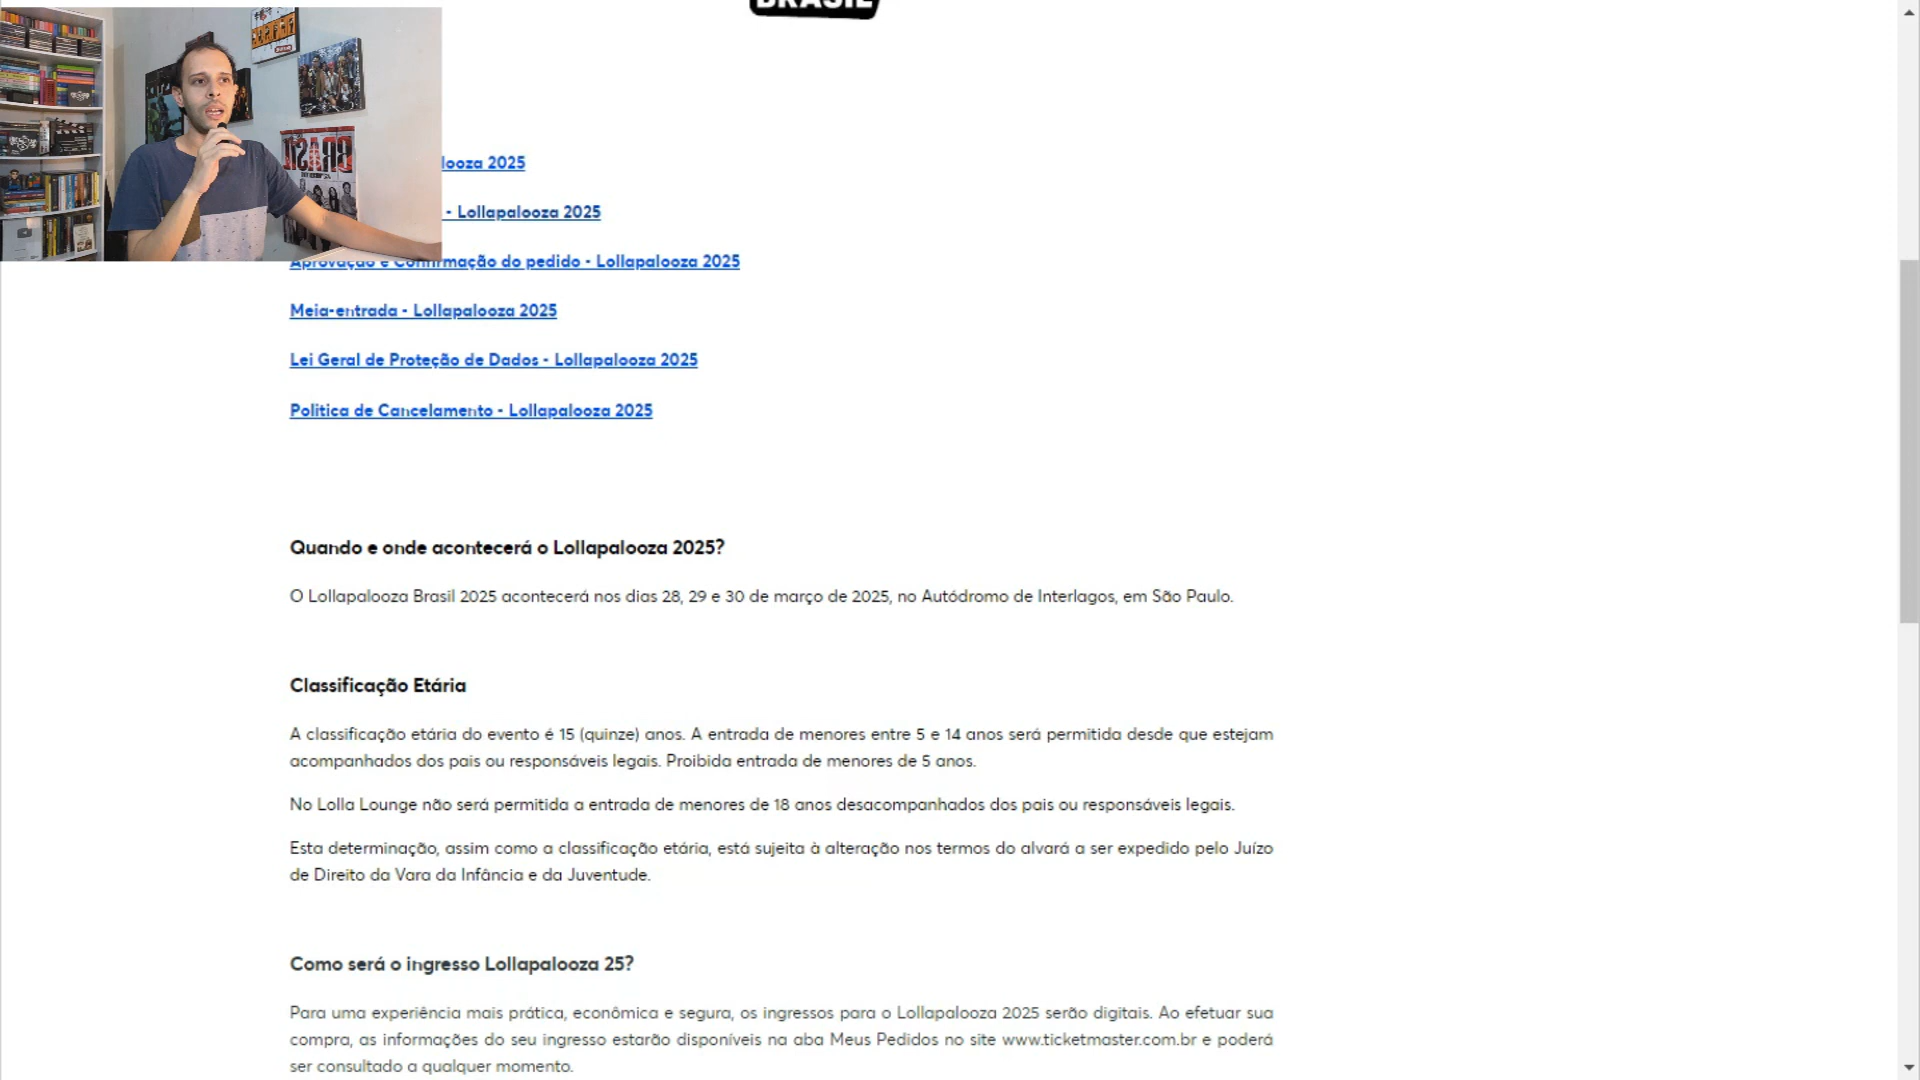 BRASIL
BRASIL
looza 2025
- Lollapalooza 2025
Aprovação e Confirmação do pedido - Lollapalooza 2025
Meia-entrada - Lollapalooza 2025
Lei Geral de Proteção de Dados - Lollapalooza 2025
Politica de Cancelamento - Lollapalooza 2025
Quando e onde acontecerá o Lollapalooza 2025?
O Lollapalooza Brasil 2025 acontecerá nos dias 28, 29 e 30 de março de 2025, no Autódromo de Interlagos, em São Paulo.
Classificação Etária
A classificação etária do evento é 15 (quinze) anos. A entrada de menores entre 5 e 14 anos será permitida desde que estejam
acompanhados dos pais ou responsáveis legais. Proibida entrada de menores de 5 anos.
No Lolla Lounge não será permitida a entrada de menores de 18 anos desacompanhados dos pais ou responsáveis legais.
Esta determinação, assim como a classificação etária, está sujeita à alteração nos termos do alvará a ser expedido pelo Juízo
de Direito da Vara da Infância e da Juventude.
Como será o ingresso Lollapalooza 25?
Para uma experiência mais prática, econômica e segura, os ingressos para o Lollapalooza 2025 serão digitais. Ao efetuar sua
compra, as informações do seu ingresso estarão disponíveis na aba Meus Pedidos no site www.ticketmaster.com.br e poderá
ser consultado a qualquer momento.